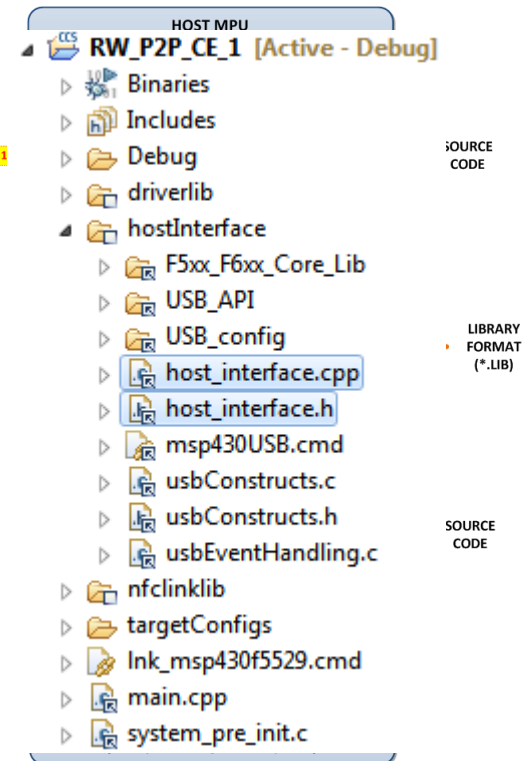 HOST MPU
RW_P2P_CE_1 [Active - Debug]
Binaries
Includes
1
Debug
SOURCE
CODE
driverlib
hostInterface
F5xx_F6xx_Core_Lib
USB_API
USB_config
LIBRARY
FORMAT
(*.LIB)
host_interface.cpp
host_interface.h
msp430USB.cmd
usbConstructs.c
usbConstructs.h
usbEventHandling.c
SOURCE
CODE
nfclinklib
targetConfigs
lnk_msp430f5529.cmd
main.cpp
system_pre_init.c